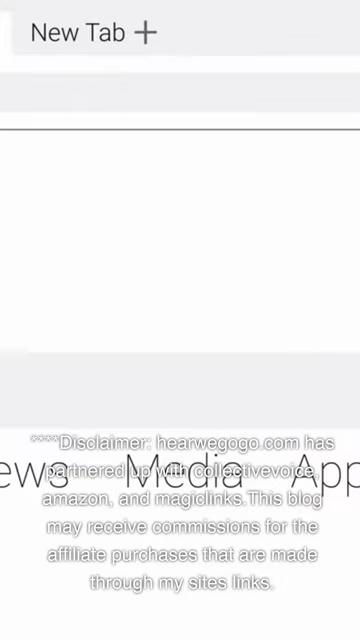 New Tab +
****Disclaimer: hearwegogo.com has
ews Media App
partnered up with collectivevoice,
amazon, and magiclinks.This blog
may receive commissions for the
affiliate purchases that are made
through my sites links.